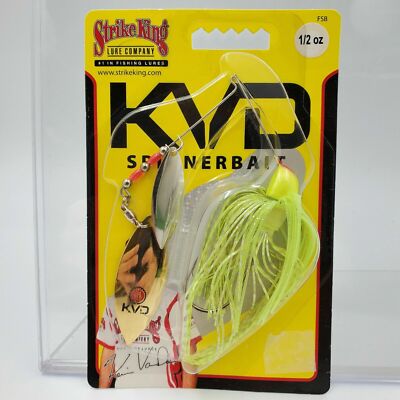 FSB
Strike King
LURE COMPANY
#1 IN FISHING LURES
www.strikeking.com
1/2 oz
KVD
SPINNERBAIT
KVD